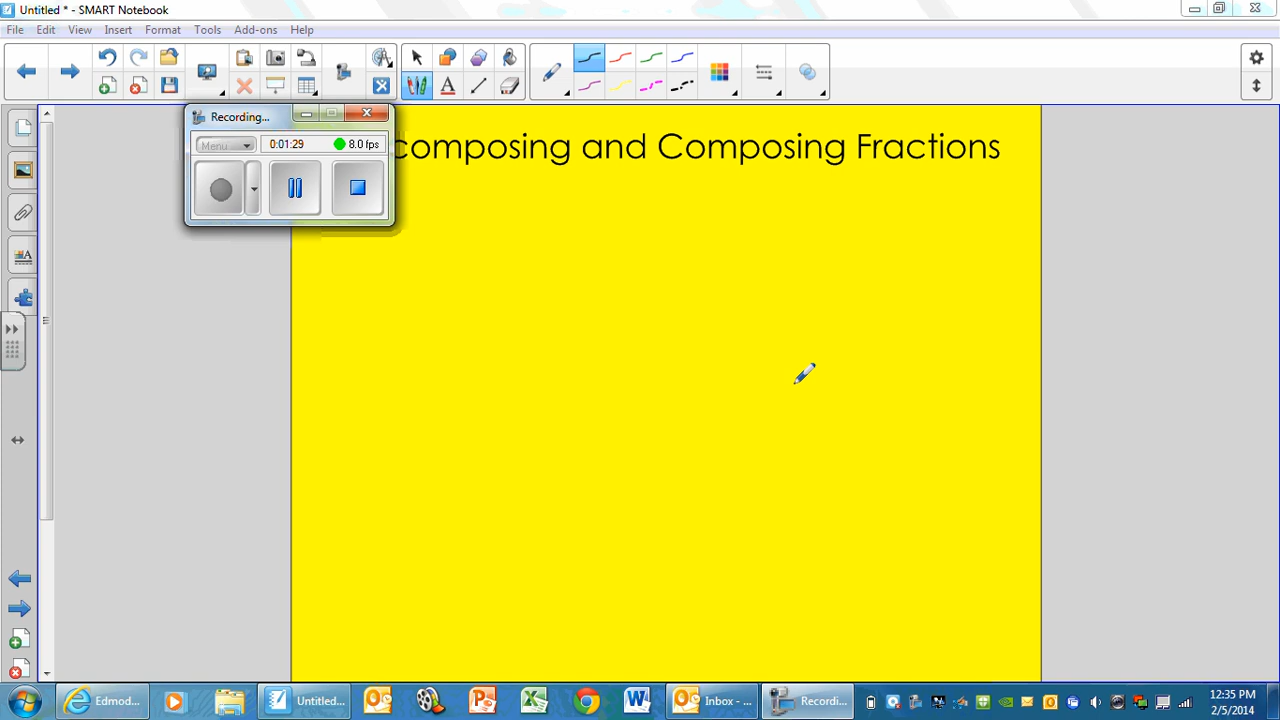 Untitled * - SMART Notebook
File Edit View Insert Format Tools Add-ons Help
Recording...
Menu 0:01:29 8.0 fps
composing and Composing Fractions
Edmod... Untitled... Inbox - ... Recordi... 12:35 PM
2/5/2014